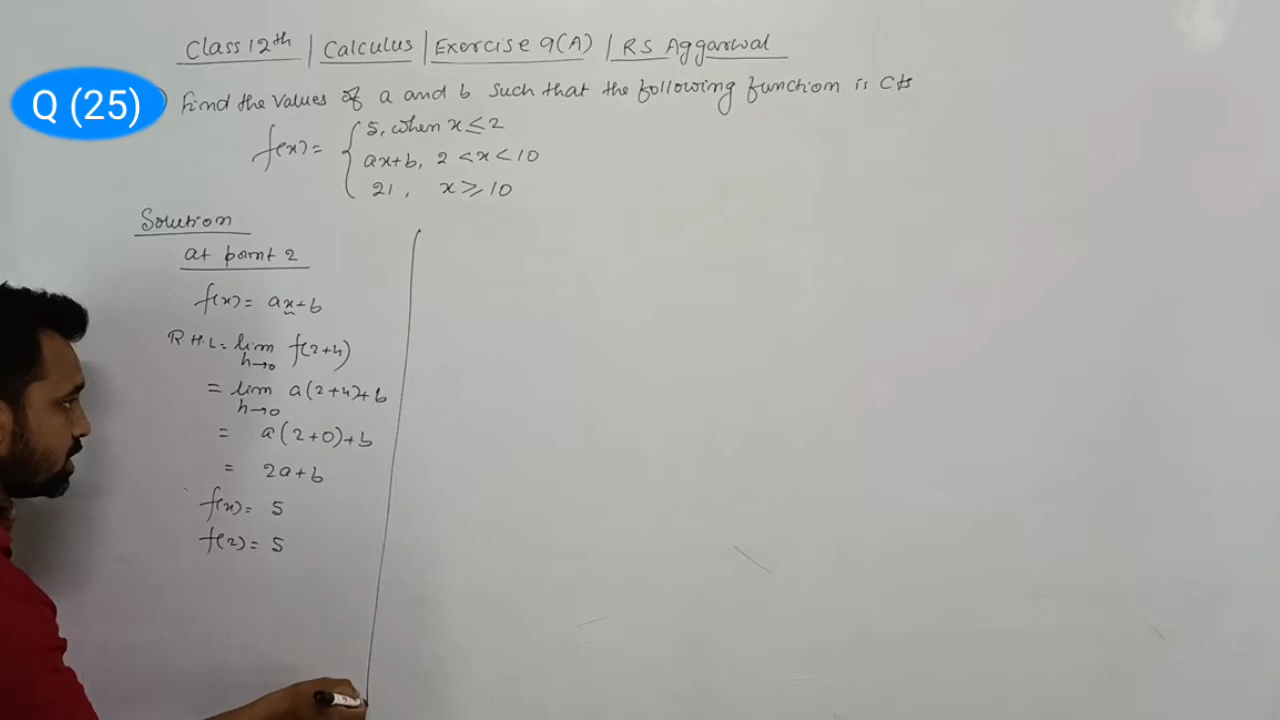 Class 12th | Calculus | Exercise 9(A) | RS Aggarwal
Q (25) ) Find the values of a and b such that the following function is cts
f(x) = { 5, when x ≤ 2
ax+b, 2 < x < 10
21, x ≥ 10
Solution
at point 2
f(x) = ax+b
R.H.L = lim h→0 f(2+h)
= lim h→0 a(2+h)+b
= a(2+0)+b
= 2a+b
f(x) = 5
f(2) = 5